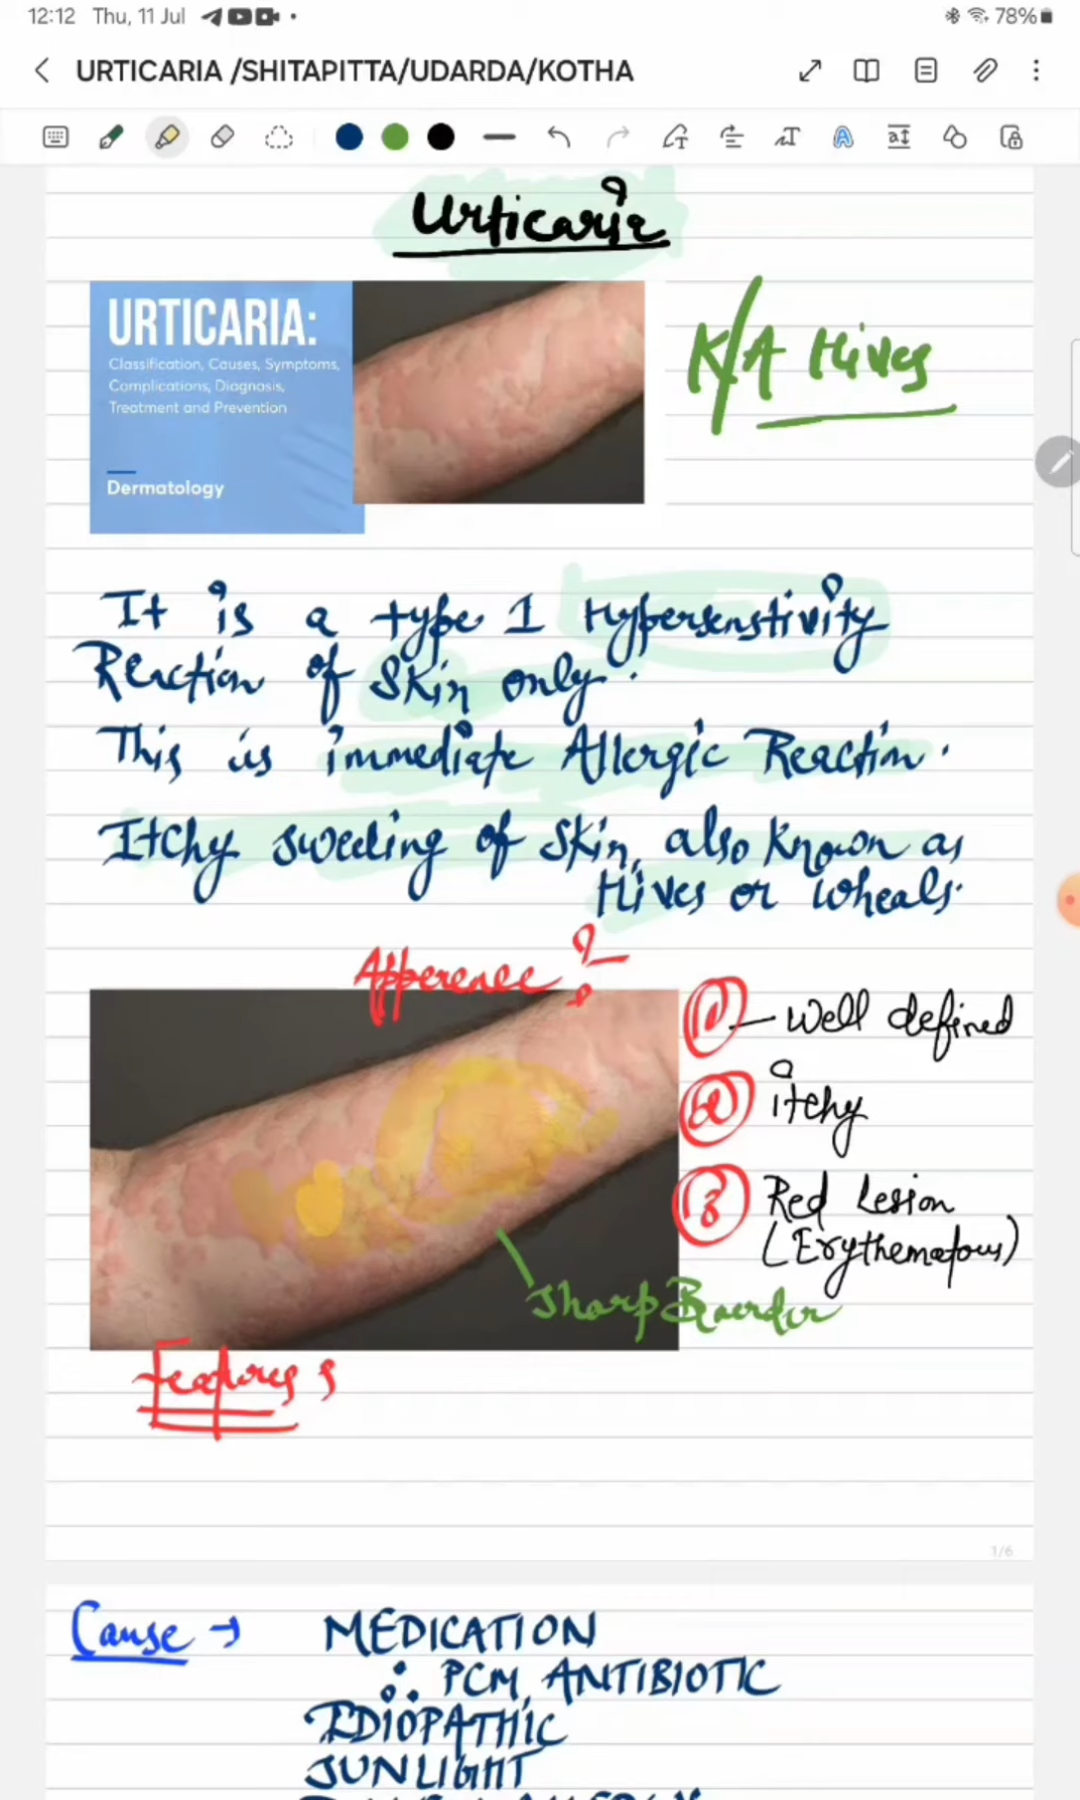 12:12 Thu, 11 Jul
78%
URTICARIA /SHITAPITTA/UDARDA/KOTHA
Urticaria
URTICARIA:
Classification, Causes, Symptoms,
Complications, Diagnosis,
Treatment and Prevention
Dermatology
K/A Hives
It is a type 1 Hypersenstivity
Reaction of Skin only.
This is immediate Allergic Reaction.
Itchy sweeling of Skin, also known as
Hives or wheals.
Apperence ?
1 - Well defined
2 itchy
3 Red Lesion
(Erythematous)
Sharp Baorder
Features
1/6
Cause →
MEDICATION
∴ PCM, ANTIBIOTIC
IDIOPATHIC
SUNLIGHT